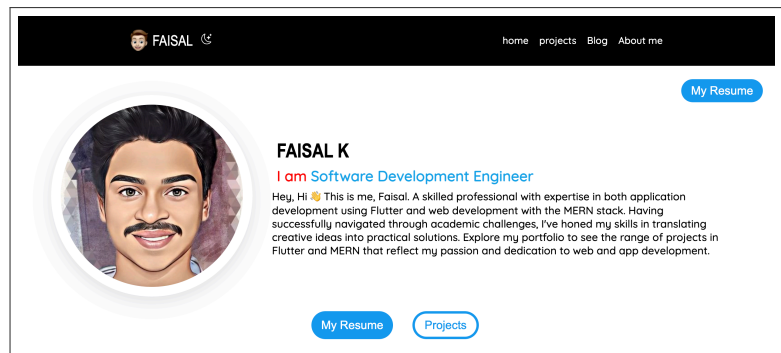 FAISAL
home projects Blog About me
My Resume
FAISAL K
I am Software Development Engineer
Hey, Hi 👋 This is me, Faisal. A skilled professional with expertise in both application
development using Flutter and web development with the MERN stack. Having
successfully navigated through academic challenges, I've honed my skills in translating
creative ideas into practical solutions. Explore my portfolio to see the range of projects in
Flutter and MERN that reflect my passion and dedication to web and app development.
My Resume Projects